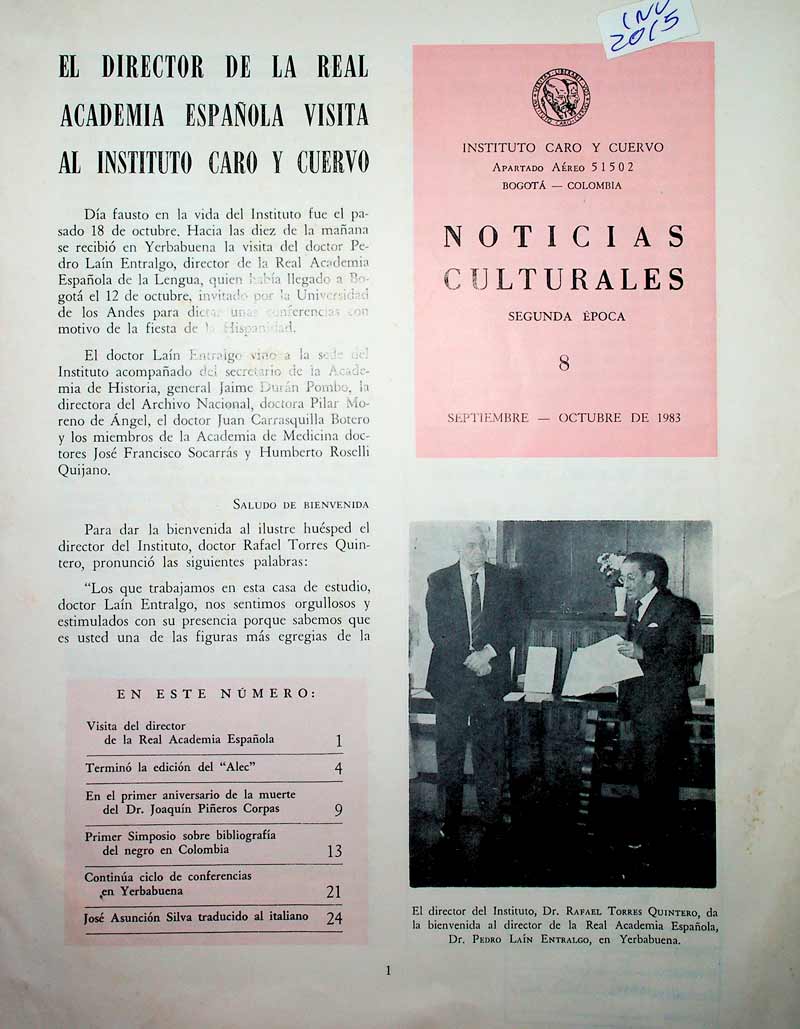 INV
2015
EL DIRECTOR DE LA REAL
ACADEMIA ESPAÑOLA VISITA
AL INSTITUTO CARO Y CUERVO
Día fausto en la vida del Instituto fue el pa-
sado 18 de octubre. Hacia las diez de la mañana
se recibió en Yerbabuena la visita del doctor Pe-
dro Laín Entralgo, director de la Real Academia
Española de la Lengua, quien había llegado a Bo-
gotá el 12 de octubre, invitado por la Universidad
de los Andes para dictar unas conferencias con
motivo de la fiesta de la Hispanidad.
El doctor Laín Entralgo vino a la sede del
Instituto acompañado del secretario de la Acade-
mia de Historia, general Jaime Durán Pombo, la
directora del Archivo Nacional, doctora Pilar Mo-
reno de Ángel, el doctor Juan Carrasquilla Botero
y los miembros de la Academia de Medicina doc-
tores José Francisco Socarrás y Humberto Roselli
Quijano.
Saludo de bienvenida
Para dar la bienvenida al ilustre huésped el
director del Instituto, doctor Rafael Torres Quin-
tero, pronunció las siguientes palabras:
“Los que trabajamos en esta casa de estudio,
doctor Laín Entralgo, nos sentimos orgullosos y
estimulados con su presencia porque sabemos que
es usted una de las figuras más egregias de la
EN ESTE NÚMERO:
Visita del director
de la Real Academia Española 1
Terminó la edición del “Alec” 4
En el primer aniversario de la muerte
del Dr. Joaquín Piñeros Corpas 9
Primer Simposio sobre bibliografía
del negro en Colombia 13
Continúa ciclo de conferencias
en Yerbabuena 21
José Asunción Silva traducido al italiano 24
INSTITUTO CARO Y CUERVO
Apartado Aéreo 51502
BOGOTÁ — COLOMBIA
NOTICIAS
CULTURALES
SEGUNDA ÉPOCA
8
SEPTIEMBRE — OCTUBRE DE 1983
El director del Instituto, Dr. Rafael Torres Quintero, da
la bienvenida al director de la Real Academia Española,
Dr. Pedro Laín Entralgo, en Yerbabuena.
1